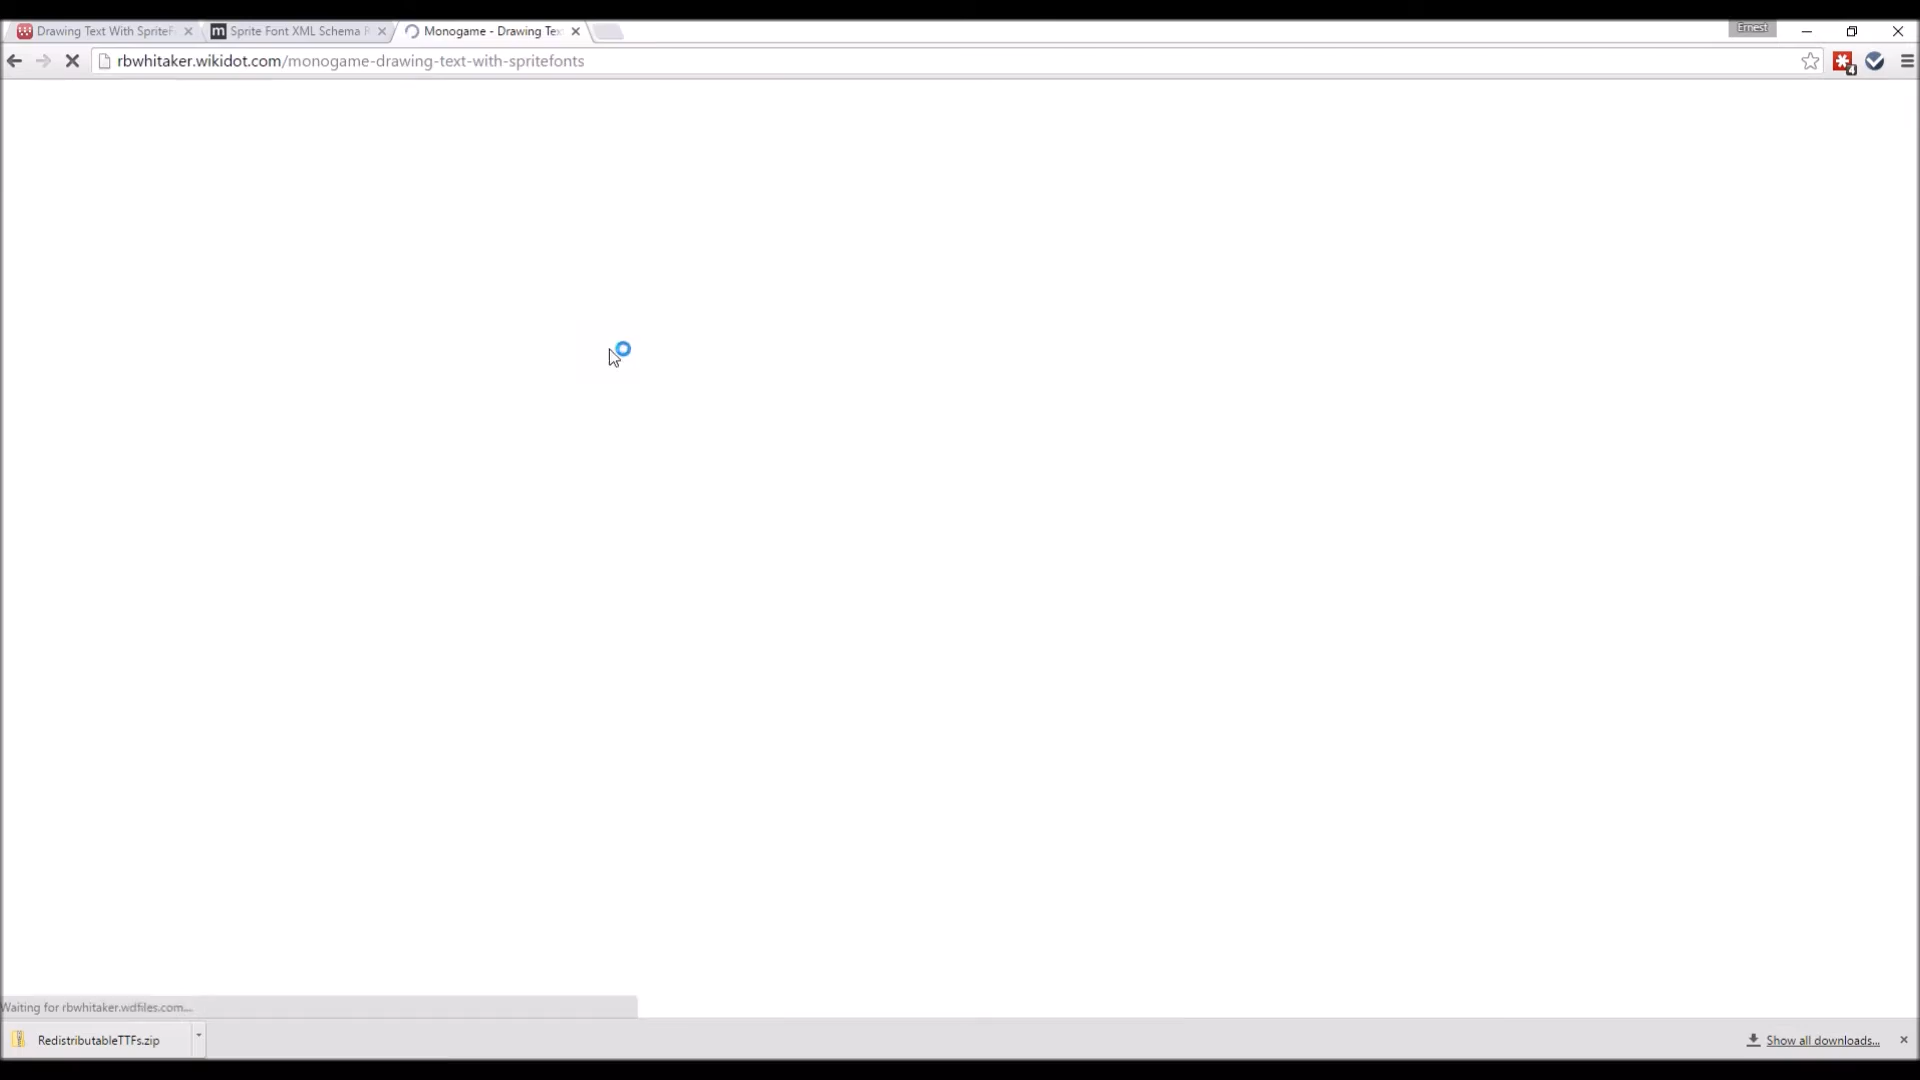 Drawing Text With SpriteF
Sprite Font XML Schema R
Monogame - Drawing Tex
Ernest
rbwhitaker.wikidot.com/monogame-drawing-text-with-spritefonts
4
Waiting for rbwhitaker.wdfiles.com...
RedistributableTTFs.zip
Show all downloads...